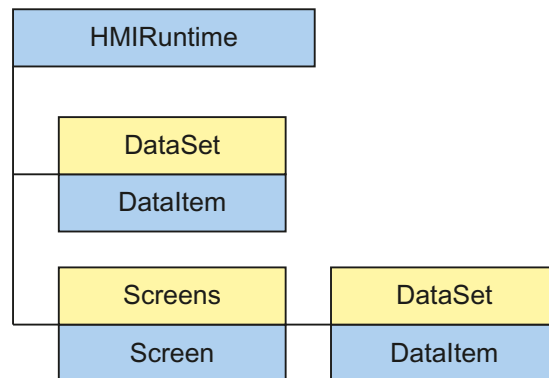 HMIRuntime
DataSet
DataItem
Screens
DataSet
Screen
DataItem